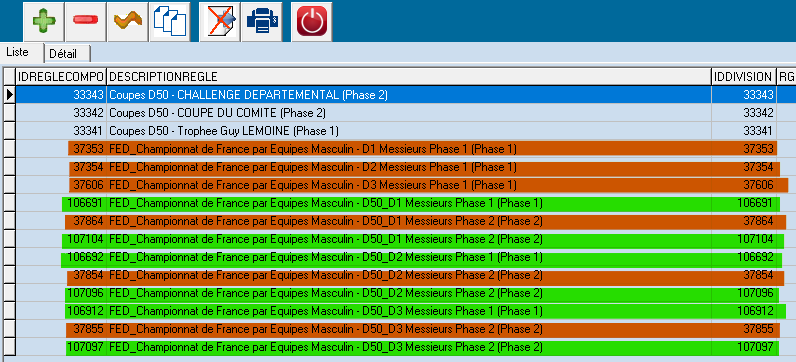 Liste Détail
IDREGLECOMPO DESCRIPTIONREGLE IDDIVISION RG
33343 Coupes D50 - CHALLENGE DEPARTEMENTAL (Phase 2) 33343
33342 Coupes D50 - COUPE DU COMITE (Phase 2) 33342
33341 Coupes D50 - Trophee Guy LEMOINE (Phase 1) 33341
37353 FED_Championnat de France par Equipes Masculin - D1 Messieurs Phase 1 (Phase 1) 37353
37354 FED_Championnat de France par Equipes Masculin - D2 Messieurs Phase 1 (Phase 1) 37354
37606 FED_Championnat de France par Equipes Masculin - D3 Messieurs Phase 1 (Phase 1) 37606
106691 FED_Championnat de France par Equipes Masculin - D50_D1 Messieurs Phase 1 (Phase 1) 106691
37864 FED_Championnat de France par Equipes Masculin - D50_D1 Messieurs Phase 2 (Phase 2) 37864
107104 FED_Championnat de France par Equipes Masculin - D50_D1 Messieurs Phase 2 (Phase 2) 107104
106692 FED_Championnat de France par Equipes Masculin - D50_D2 Messieurs Phase 1 (Phase 1) 106692
37854 FED_Championnat de France par Equipes Masculin - D50_D2 Messieurs Phase 2 (Phase 2) 37854
107096 FED_Championnat de France par Equipes Masculin - D50_D2 Messieurs Phase 2 (Phase 2) 107096
106912 FED_Championnat de France par Equipes Masculin - D50_D3 Messieurs Phase 1 (Phase 1) 106912
37855 FED_Championnat de France par Equipes Masculin - D50_D3 Messieurs Phase 2 (Phase 2) 37855
107097 FED_Championnat de France par Equipes Masculin - D50_D3 Messieurs Phase 2 (Phase 2) 107097